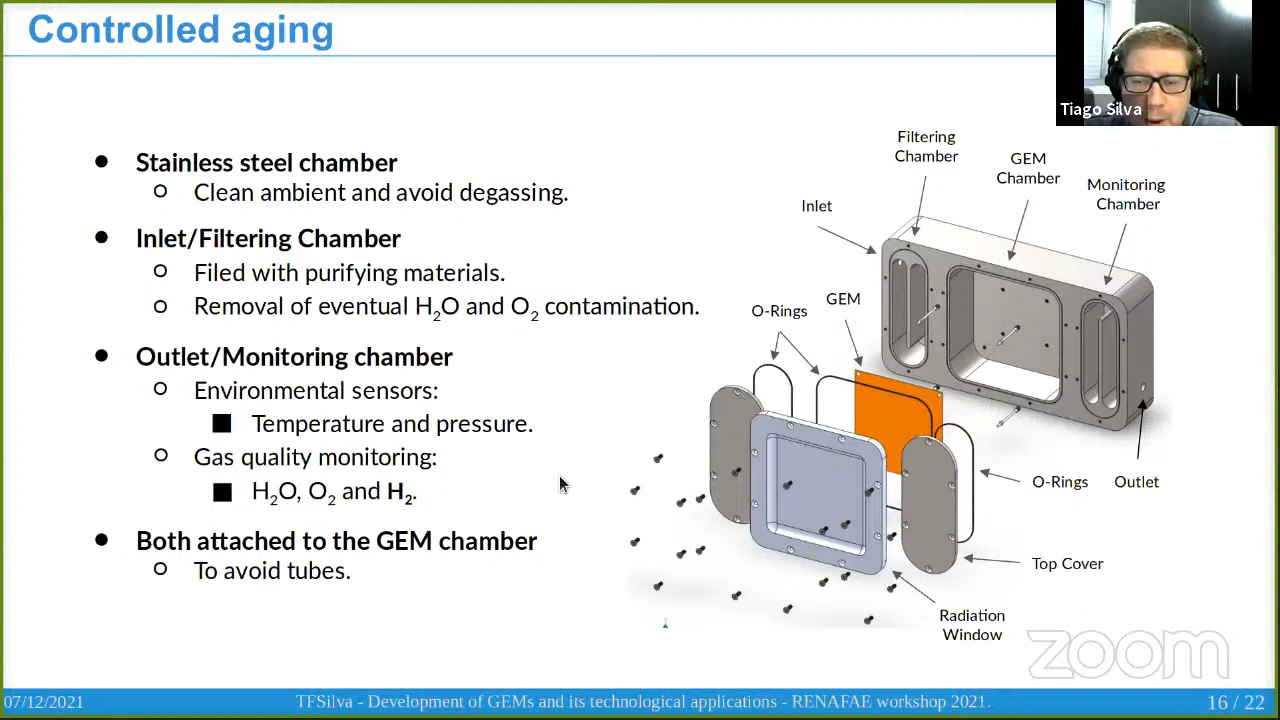 Controlled aging
Tiago Silva
● Stainless steel chamber
○ Clean ambient and avoid degassing.
● Inlet/Filtering Chamber
○ Filed with purifying materials.
○ Removal of eventual H₂O and O₂ contamination.
● Outlet/Monitoring chamber
○ Environmental sensors:
■ Temperature and pressure.
○ Gas quality monitoring:
■ H₂O, O₂ and H₂.
● Both attached to the GEM chamber
○ To avoid tubes.
Filtering
Chamber
GEM
Chamber
Monitoring
Chamber
Inlet
GEM
O-Rings
O-Rings
Outlet
Top Cover
Radiation
Window
zoom
07/12/2021
TFSilva - Development of GEMs and its technological applications - RENAFAE workshop 2021.
16 / 22